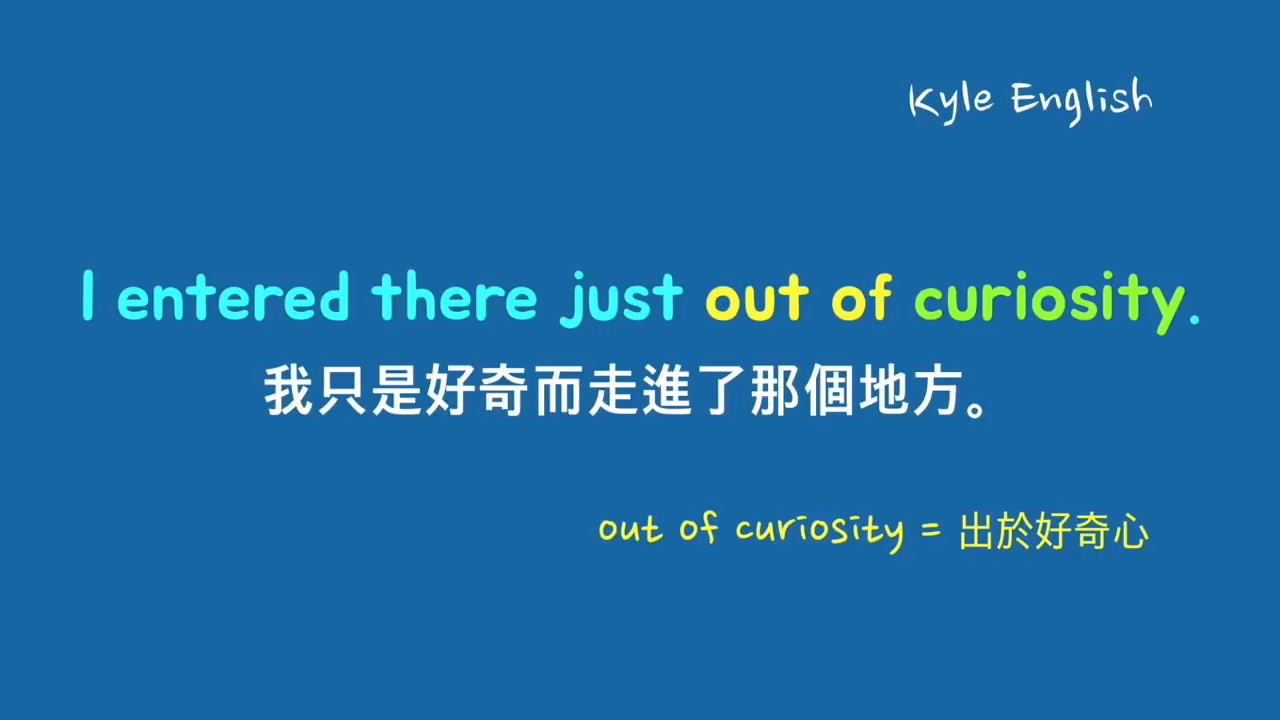 Kyle English
I entered there just out of curiosity.
我只是好奇而走進了那個地方。
out of curiosity = 出於好奇心